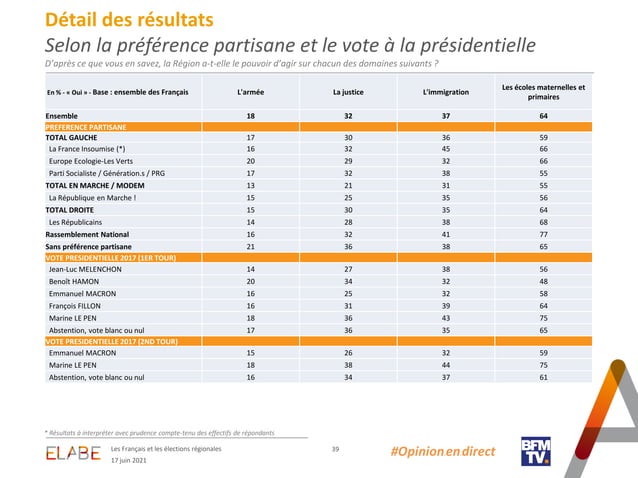 Détail des résultats
Selon la préférence partisane et le vote à la présidentielle
D'après ce que vous en savez, la Région a-t-elle le pouvoir d'agir sur chacun des domaines suivants ?
En % - « Oui » - Base : ensemble des Français L'armée La justice L'immigration Les écoles maternelles et primaires
Ensemble 18 32 37 64
PREFERENCE PARTISANE
TOTAL GAUCHE 17 30 36 59
La France Insoumise (*) 16 32 45 66
Europe Ecologie-Les Verts 20 29 32 66
Parti Socialiste / Génération.s / PRG 17 32 38 55
TOTAL EN MARCHE / MODEM 13 21 31 55
La République en Marche ! 15 25 35 56
TOTAL DROITE 15 30 35 64
Les Républicains 14 28 38 68
Rassemblement National 16 32 41 77
Sans préférence partisane 21 36 38 65
VOTE PRESIDENTIELLE 2017 (1ER TOUR)
Jean-Luc MELENCHON 14 27 38 56
Benoît HAMON 20 34 32 48
Emmanuel MACRON 16 25 32 58
François FILLON 16 31 39 64
Marine LE PEN 18 36 43 75
Abstention, vote blanc ou nul 17 36 35 65
VOTE PRESIDENTIELLE 2017 (2ND TOUR)
Emmanuel MACRON 15 26 32 59
Marine LE PEN 18 38 44 75
Abstention, vote blanc ou nul 16 34 37 61
* Résultats à interpréter avec prudence compte-tenu des effectifs de répondants
ELABE
Les Français et les élections régionales
17 juin 2021
39
#Opinion en direct
BFM
TV.